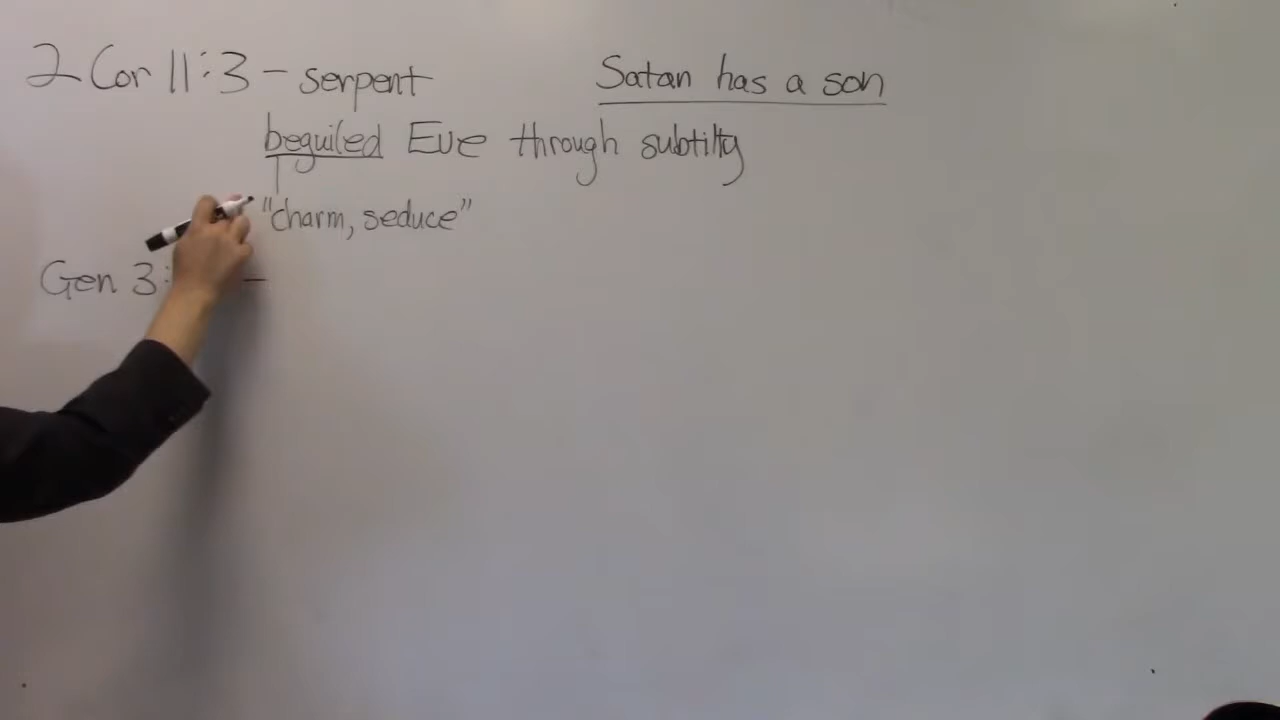 Satan has a son
2 Cor 11:3 - serpent
beguiled Eve through subtilty
"charm, seduce"
Gen 3: -